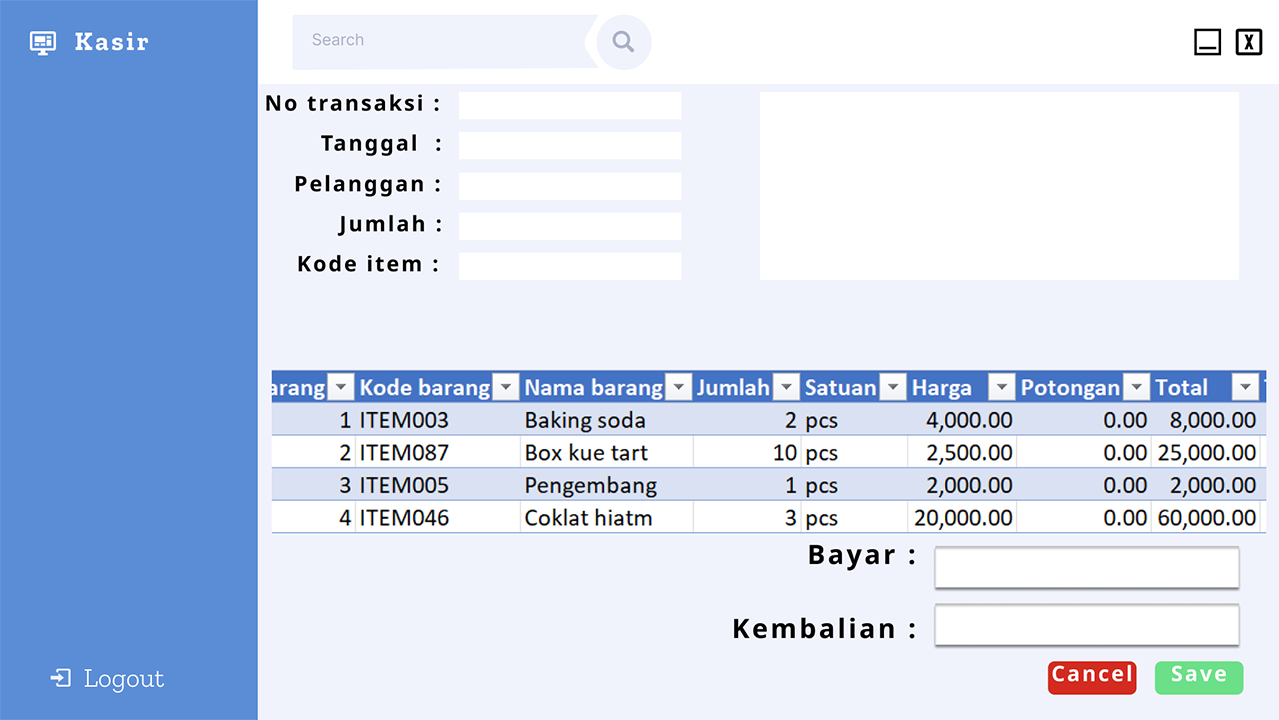 Kasir
Search
X
No transaksi :
Tanggal :
Pelanggan :
Jumlah :
Kode item :
arang Kode barang Nama barang Jumlah Satuan Harga Potongan Total
1 ITEM003 Baking soda 2 pcs 4,000.00 0.00 8,000.00
2 ITEM087 Box kue tart 10 pcs 2,500.00 0.00 25,000.00
3 ITEM005 Pengembang 1 pcs 2,000.00 0.00 2,000.00
4 ITEM046 Coklat hiatm 3 pcs 20,000.00 0.00 60,000.00
Bayar :
Kembalian :
Cancel Save
Logout